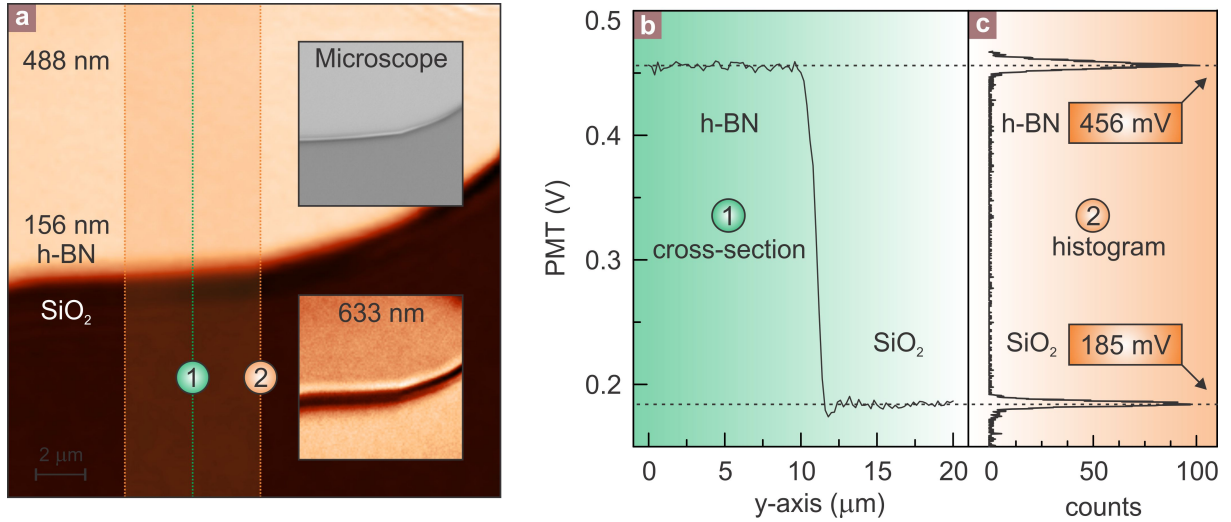 a
488 nm
Microscope
156 nm
h-BN
SiO₂
633 nm
1
2
2 μm
b
c
0.5
0.4
0.3
0.2
PMT (V)
h-BN
1
cross-section
SiO₂
0
5
10
15
20
y-axis (μm)
h-BN
456 mV
2
histogram
SiO₂
185 mV
0
50
100
counts